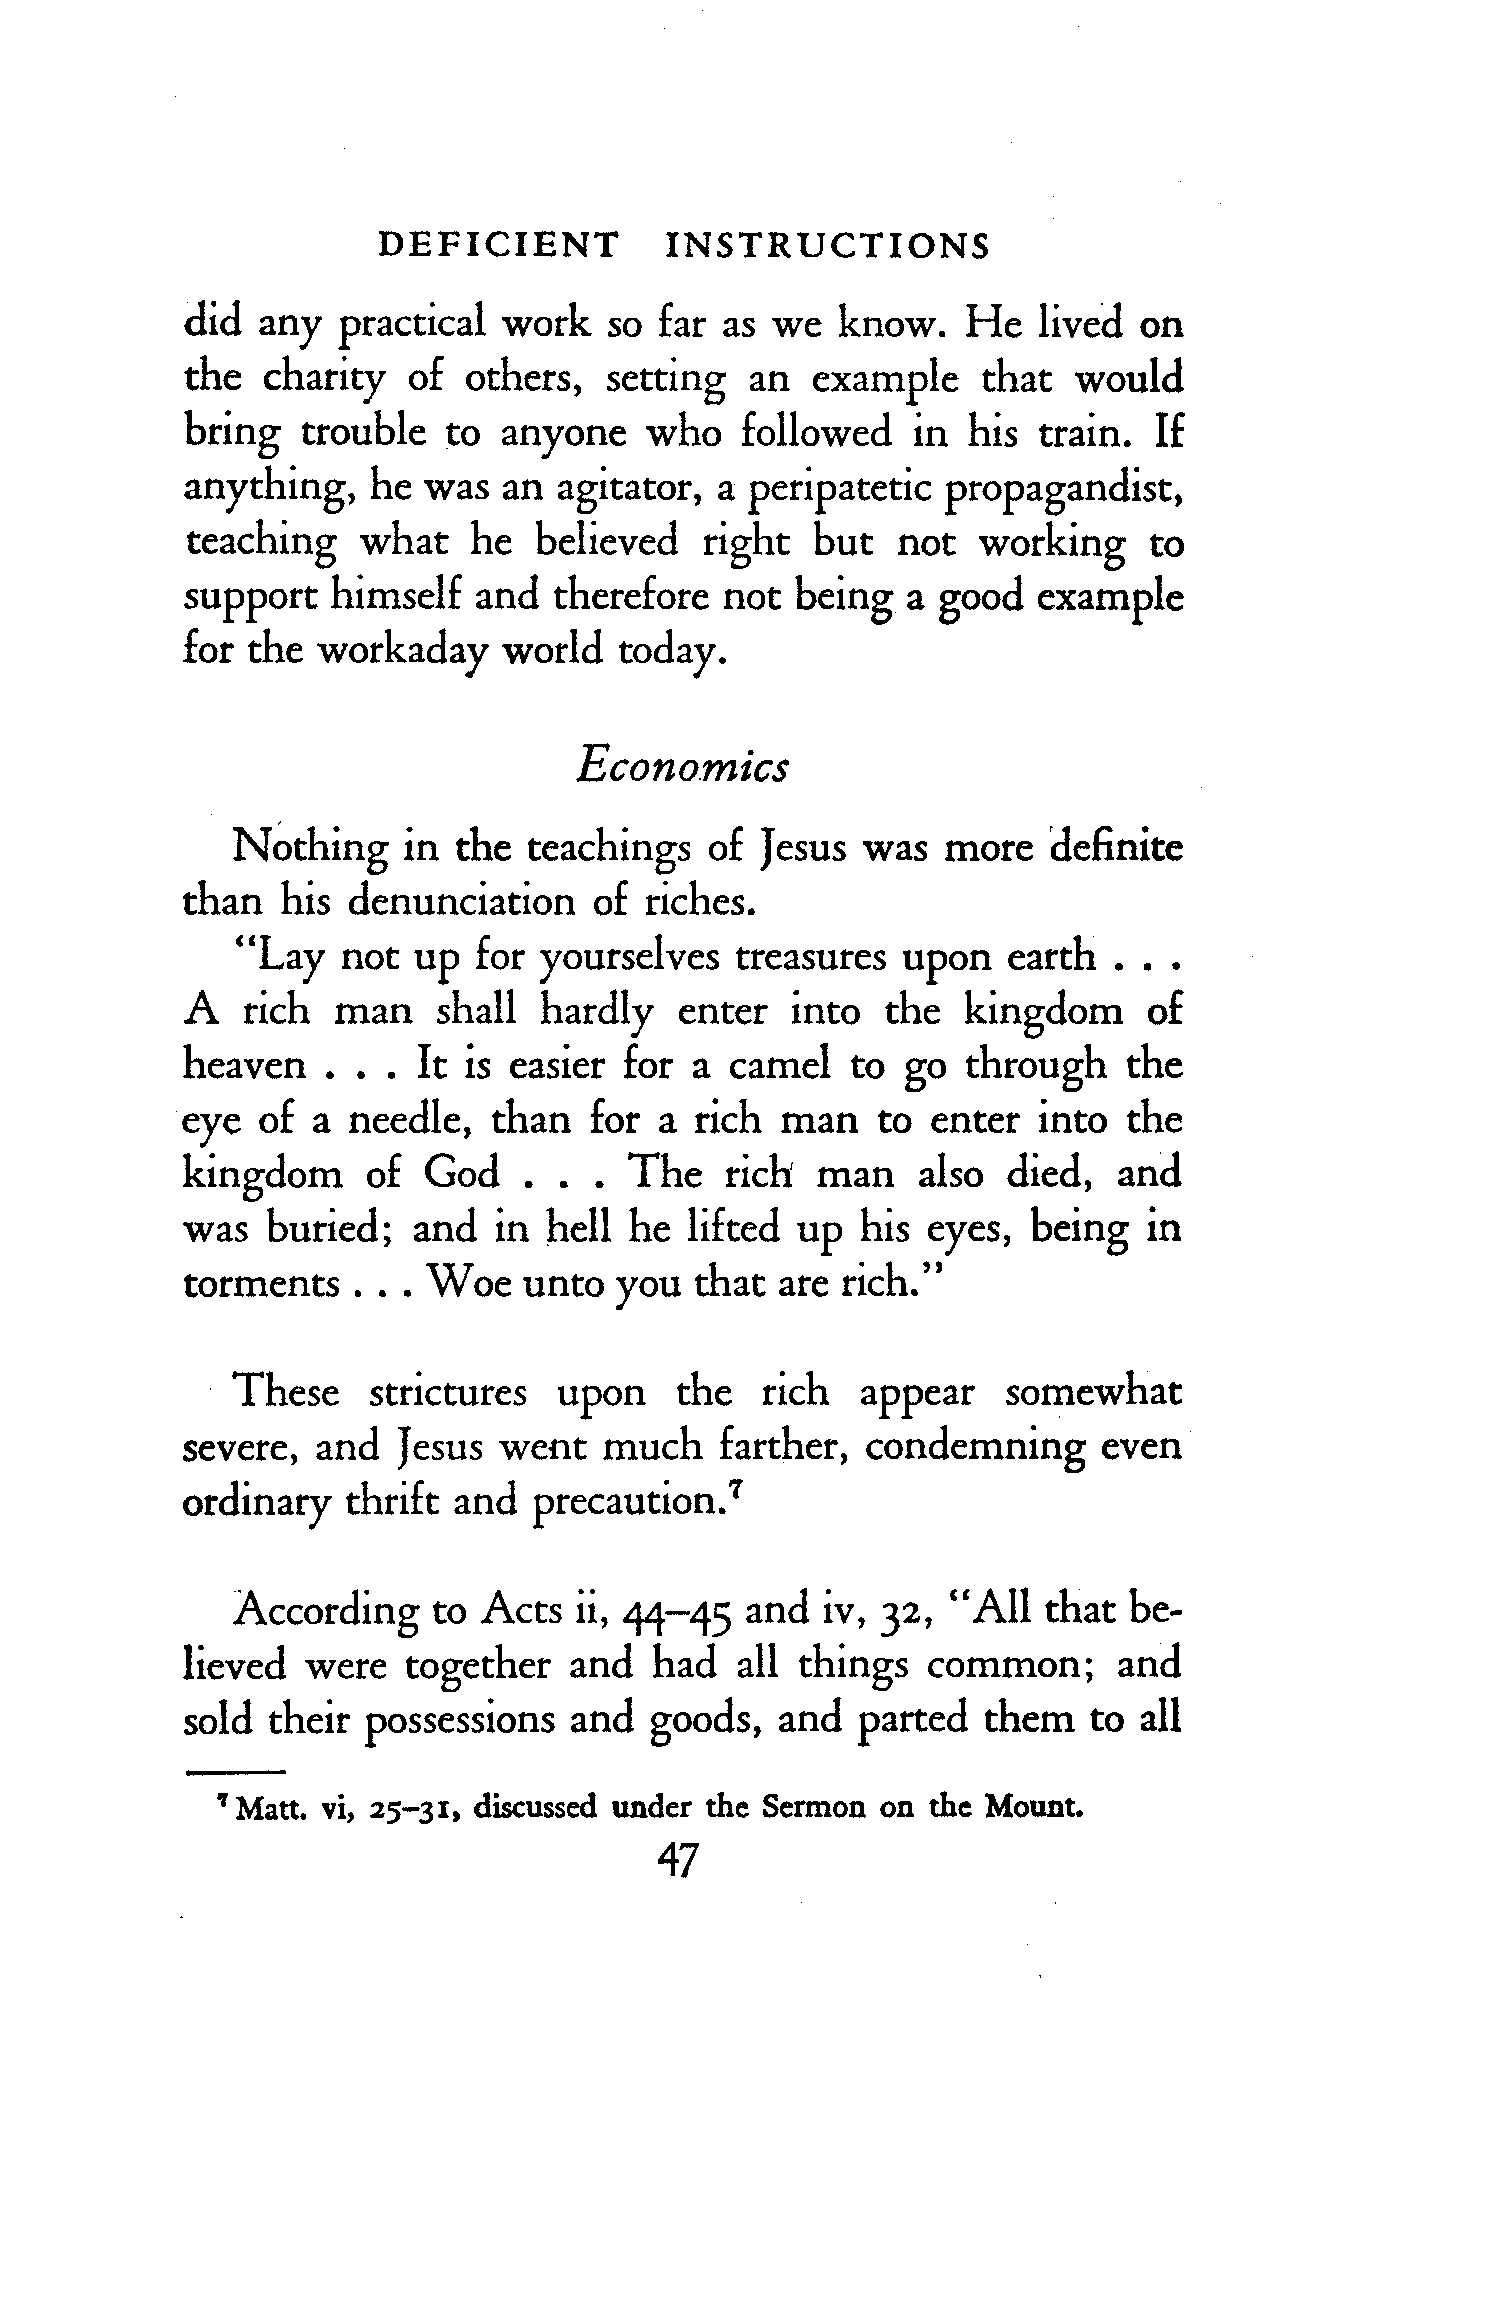 DEFICIENT INSTRUCTIONS
did any practical work so far as we know. He lived on
the charity of others, setting an example that would
bring trouble to anyone who followed in his train. If
anything, he was an agitator, a peripatetic propagandist,
teaching what he believed right but not working to
support himself and therefore not being a good example
for the workaday world today.
Economics
Nothing in the teachings of Jesus was more definite
than his denunciation of riches.
"Lay not up for yourselves treasures upon earth . . .
A rich man shall hardly enter into the kingdom of
heaven . . . It is easier for a camel to go through the
eye of a needle, than for a rich man to enter into the
kingdom of God . . . The rich man also died, and
was buried; and in hell he lifted up his eyes, being in
torments . . . Woe unto you that are rich."
These strictures upon the rich appear somewhat
severe, and Jesus went much farther, condemning even
ordinary thrift and precaution.⁷
According to Acts ii, 44–45 and iv, 32, "All that be-
lieved were together and had all things common; and
sold their possessions and goods, and parted them to all
⁷ Matt. vi, 25–31, discussed under the Sermon on the Mount.
47